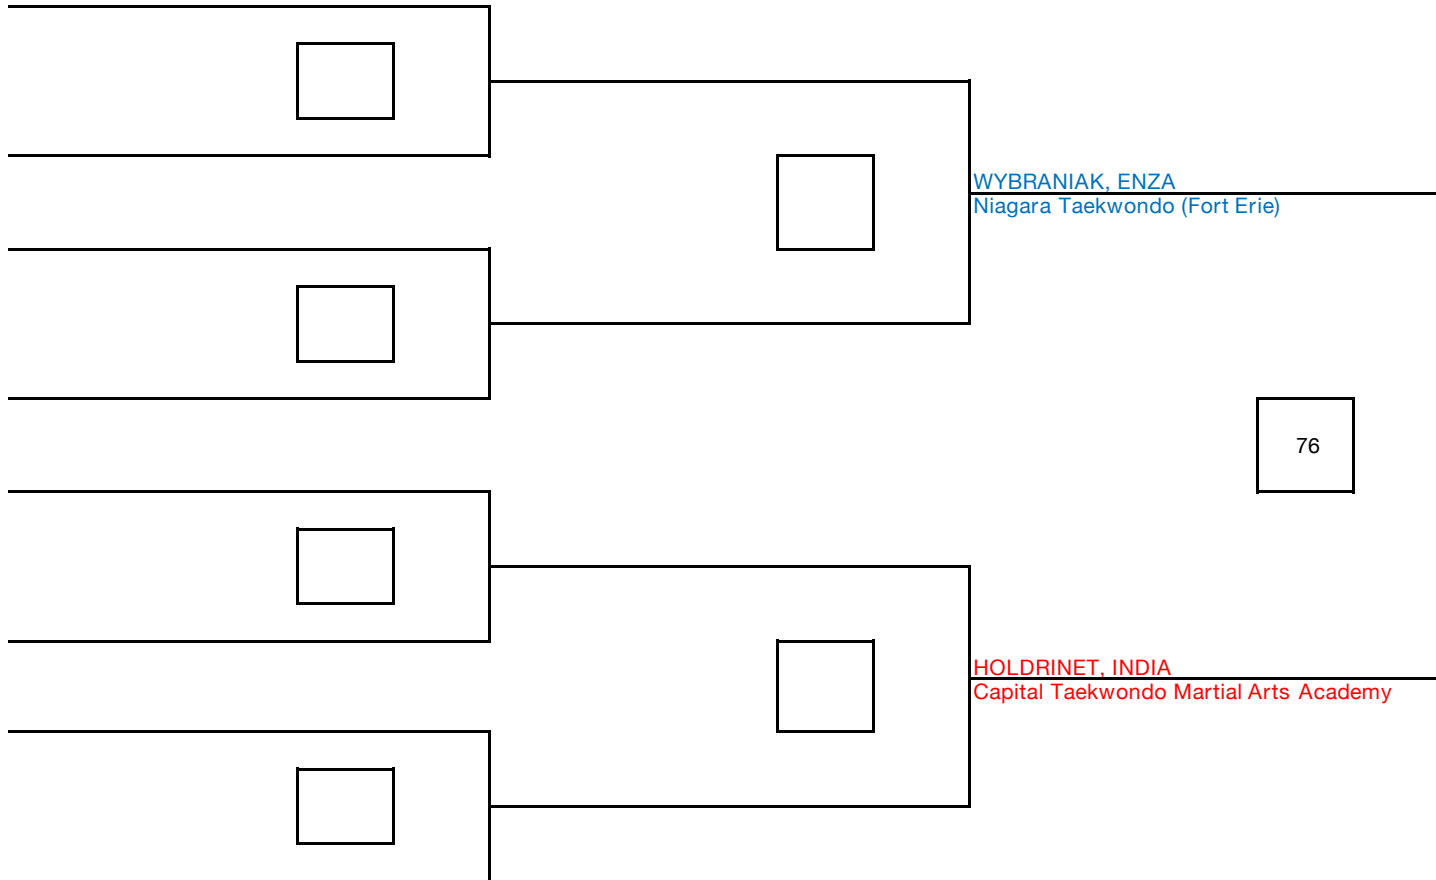 WYBRANIAK, ENZA
Niagara Taekwondo (Fort Erie)
76
HOLDRINET, INDIA
Capital Taekwondo Martial Arts Academy